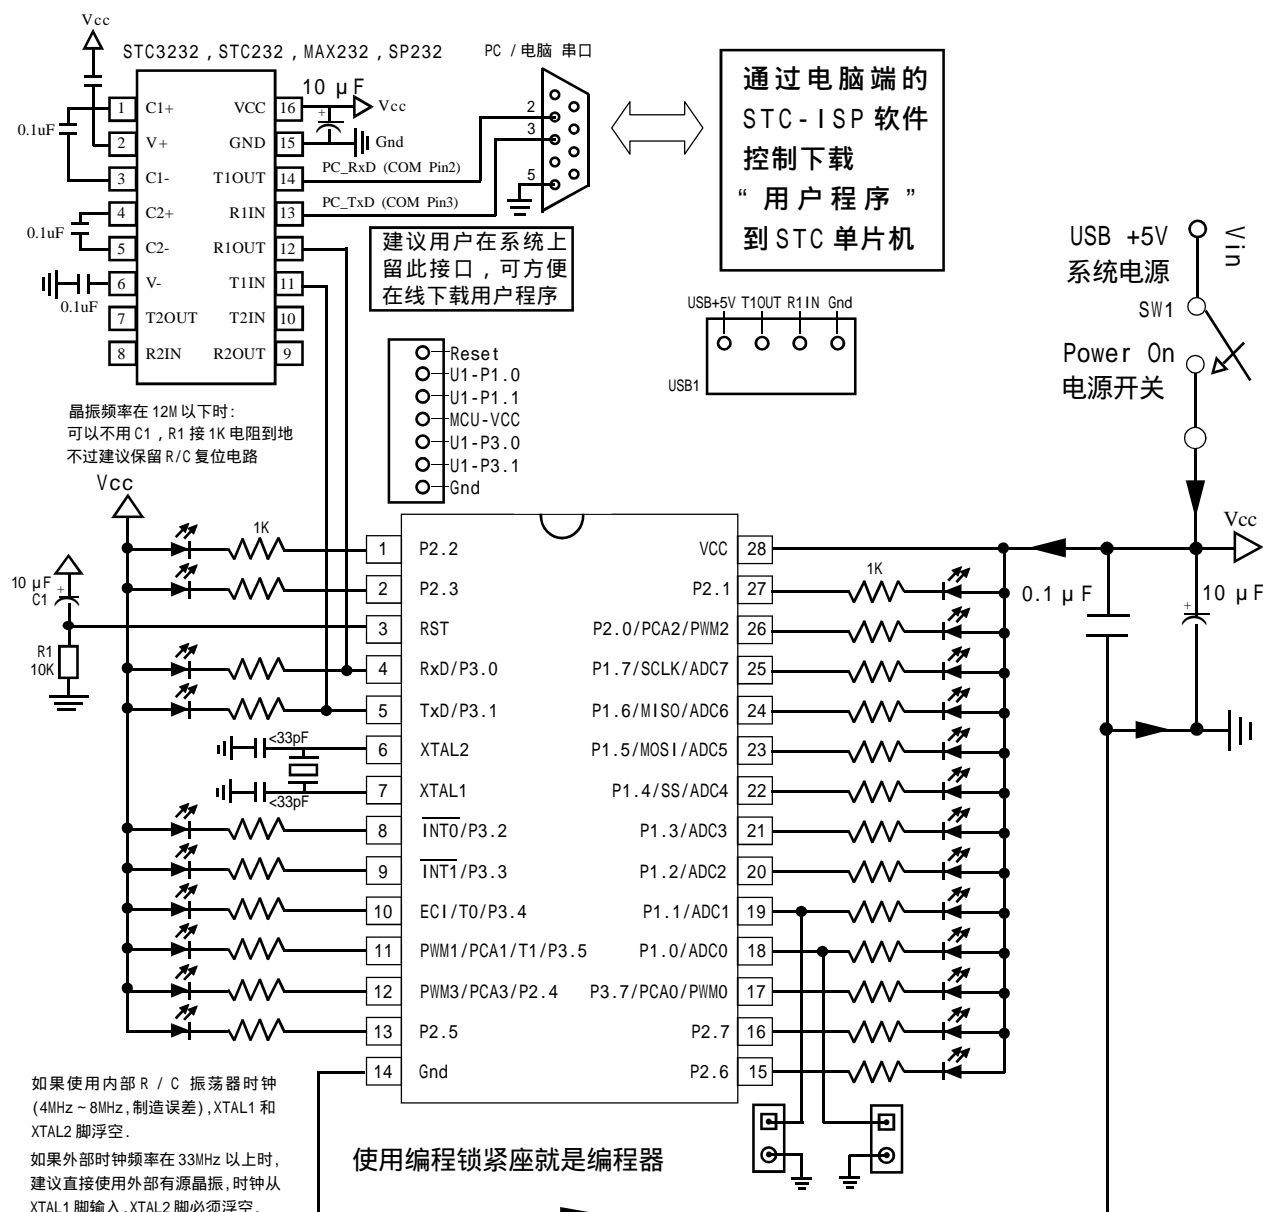 Vcc
STC3232，STC232，MAX232，SP232
PC / 电脑 串口
10 μF
Vcc
0.1uF
1 C1+ VCC 16
2 V+ GND 15
Gnd
3 C1- T1OUT 14
PC_RxD (COM Pin2)
4 C2+ R1IN 13
PC_TxD (COM Pin3)
0.1uF
5 C2- R1OUT 12
6 V- T1IN 11
0.1uF
7 T2OUT T2IN 10
8 R2IN R2OUT 9
2
3
5
通过电脑端的
STC-ISP 软件
控制下载
“用户程序”
到 STC 单片机
建议用户在系统上
留此接口，可方便
在线下载用户程序
USB+5V T1OUT R1IN Gnd
USB1
USB +5V
系统电源
Vin
SW1
Power On
电源开关
Reset
U1-P1.0
U1-P1.1
MCU-VCC
U1-P3.0
U1-P3.1
Gnd
晶振频率在 12M 以下时:
可以不用 C1，R1 接 1K 电阻到地
不过建议保留 R/C 复位电路
Vcc
1K
10 μF
C1
R1
10K
<33pF
<33pF
1 P2.2 VCC 28
2 P2.3 P2.1 27
3 RST P2.0/PCA2/PWM2 26
4 RxD/P3.0 P1.7/SCLK/ADC7 25
5 TxD/P3.1 P1.6/MISO/ADC6 24
6 XTAL2 P1.5/MOSI/ADC5 23
7 XTAL1 P1.4/SS/ADC4 22
8 INT0/P3.2 P1.3/ADC3 21
9 INT1/P3.3 P1.2/ADC2 20
10 ECI/T0/P3.4 P1.1/ADC1 19
11 PWM1/PCA1/T1/P3.5 P1.0/ADC0 18
12 PWM3/PCA3/P2.4 P3.7/PCA0/PWM0 17
13 P2.5 P2.7 16
14 Gnd P2.6 15
1K
Vcc
0.1 μF
10 μF
如果使用内部 R / C 振荡器时钟
(4MHz ~ 8MHz,制造误差),XTAL1 和
XTAL2 脚浮空.
如果外部时钟频率在 33MHz 以上时,
建议直接使用外部有源晶振,时钟从
XTAL1 脚输入,XTAL2 脚必须浮空.
使用编程锁紧座就是编程器